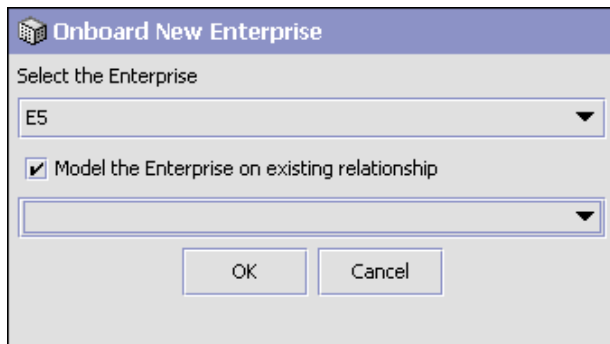 Onboard New Enterprise
Select the Enterprise
E5
Model the Enterprise on existing relationship
OK Cancel